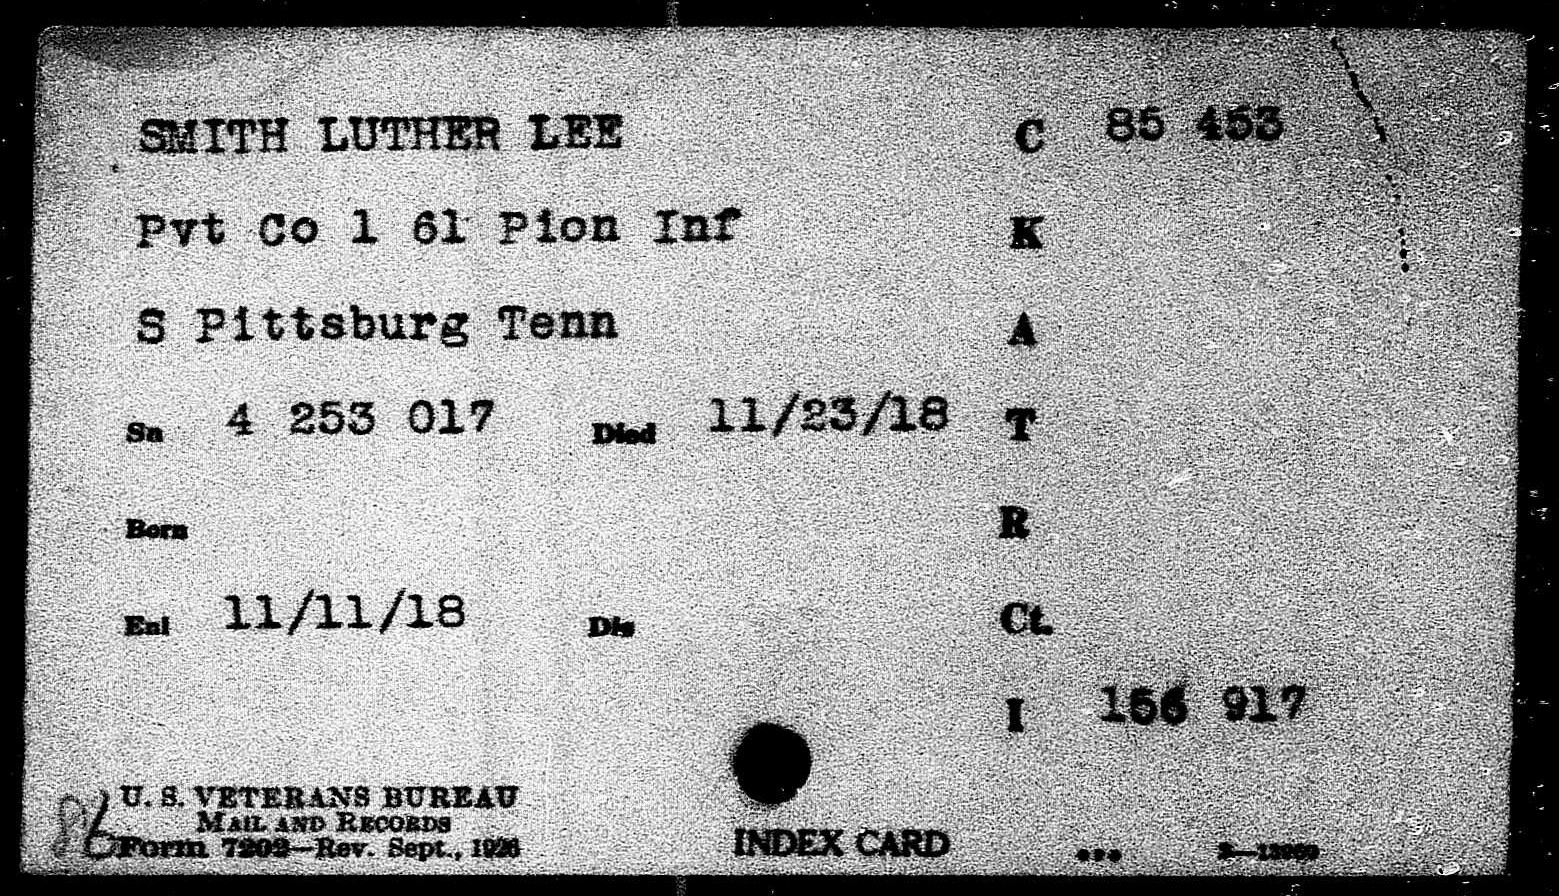 SMITH LUTHER LEE C 85 453
Pvt Co 1 61 Pion Inf K
S Pittsburg Tenn A
Sn 4 253 017 Died 11/23/18 T
Born R
Enl 11/11/18 Dis Ct.
I 156 917
U. S. VETERANS BUREAU
MAIL AND RECORDS
Form 7202—Rev. Sept., 1926
INDEX CARD